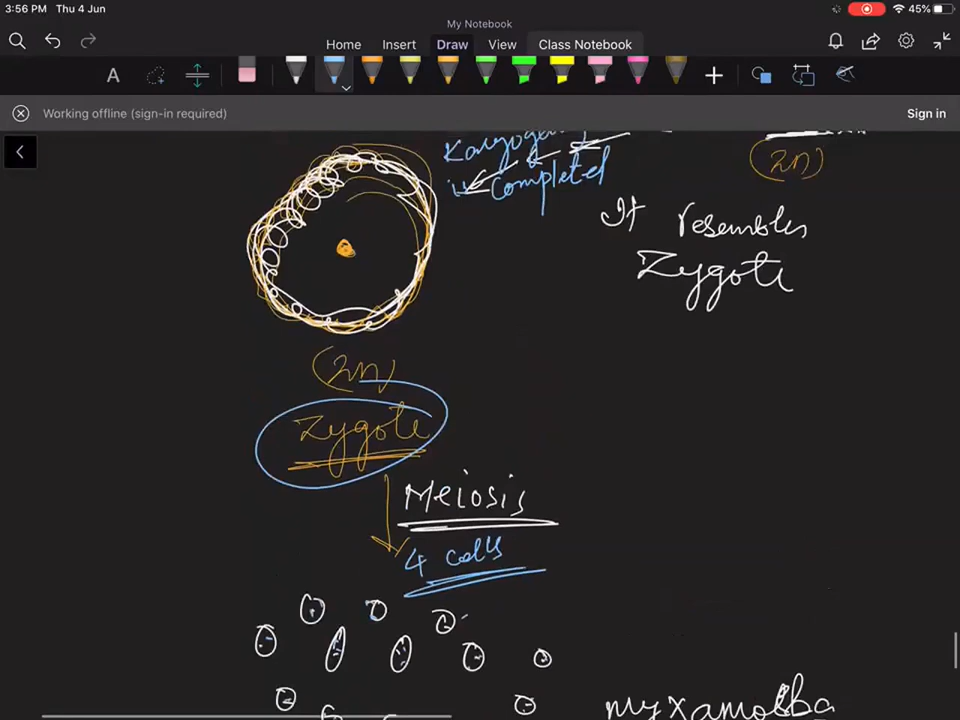 3:56 PM Thu 4 Jun
45%
My Notebook
Home Insert Draw View Class Notebook
A
Working offline (sign-in required)
Sign in
is Completed
(2n)
It resembles
Zygote
(2n)
Zygote
Meiosis
4 cells
myxamoeba